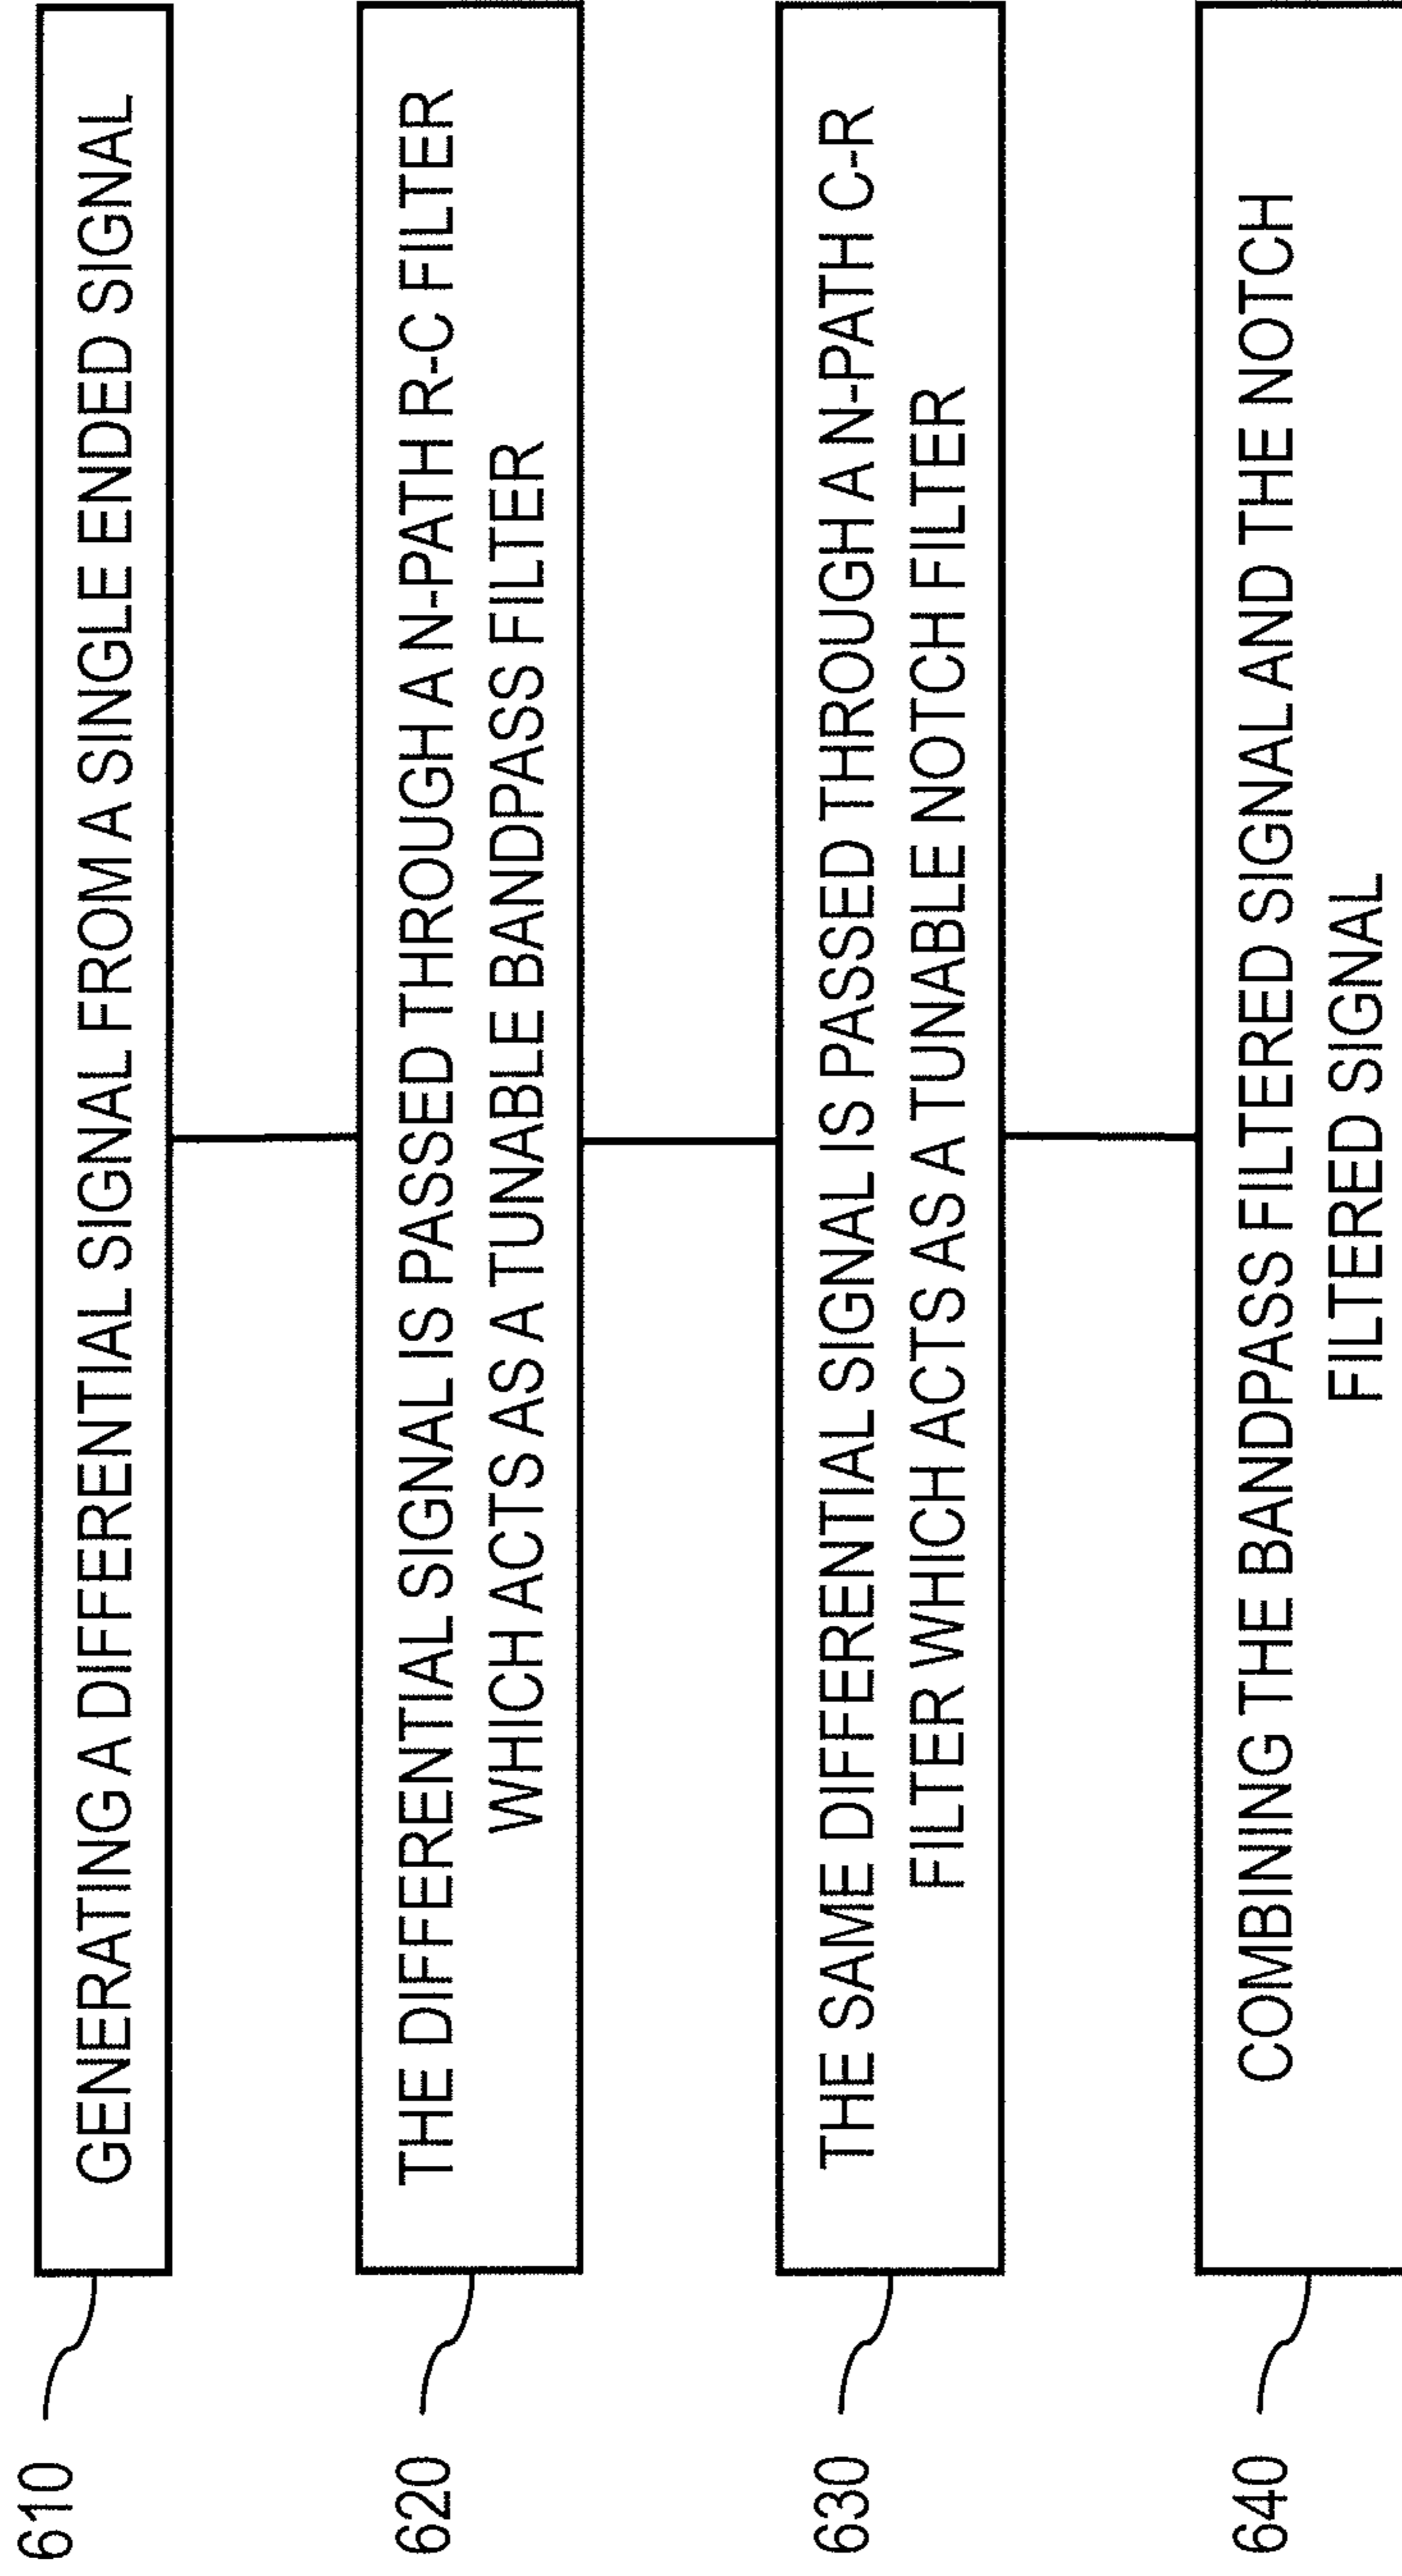 610
GENERATING A DIFFERENTIAL SIGNAL FROM A SINGLE ENDED SIGNAL
620
THE DIFFERENTIAL SIGNAL IS PASSED THROUGH A N-PATH R-C FILTER
WHICH ACTS AS A TUNABLE BANDPASS FILTER
630
THE SAME DIFFERENTIAL SIGNAL IS PASSED THROUGH A N-PATH C-R
FILTER WHICH ACTS AS A TUNABLE NOTCH FILTER
640
COMBINING THE BANDPASS FILTERED SIGNAL AND THE NOTCH
FILTERED SIGNAL